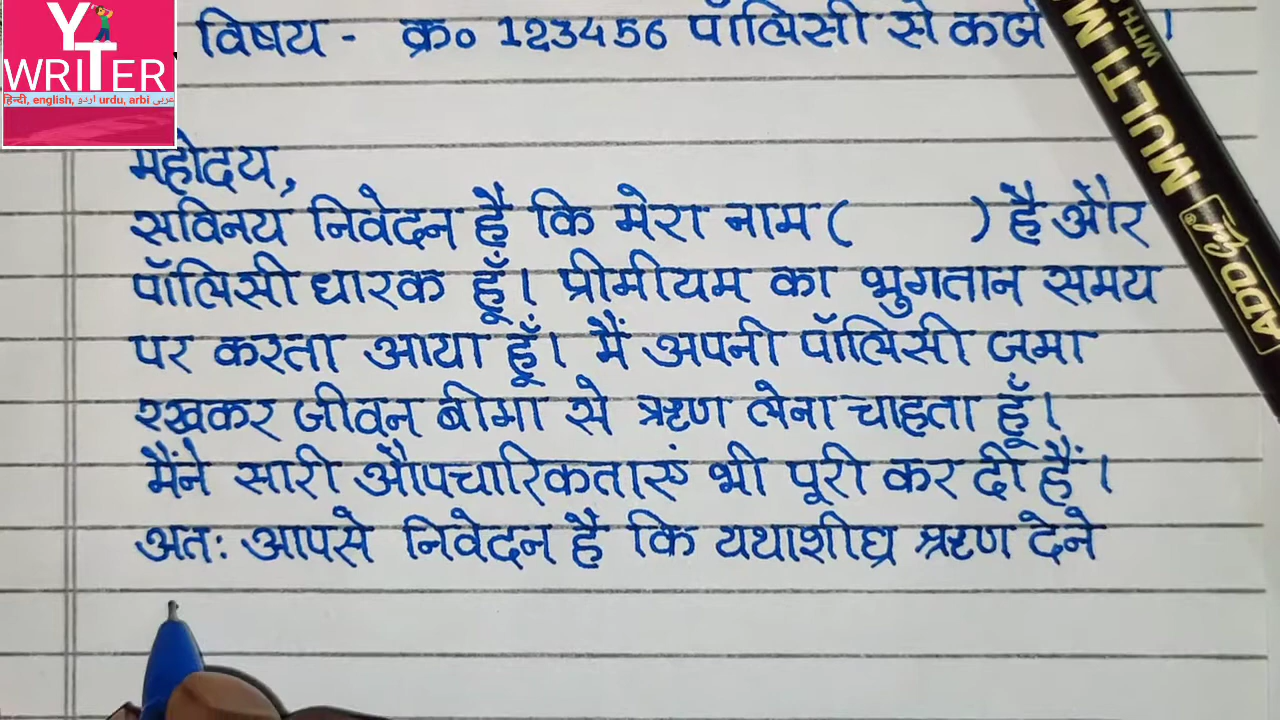 Y
WRITER
हिन्दी, english, اردو urdu, arbi عربی
विषय - क्र० 123456 पॉलिसी से कर्ज
महोदय,
सविनय निवेदन है कि मेरा नाम ( ) है और
पॉलिसी धारक हूँ। प्रीमीयम का भुगतान समय
पर करता आया हूँ। मैं अपनी पॉलिसी जमा
रखकर जीवन बीमा से ऋण लेना चाहता हूँ।
मैंने सारी औपचारिकताएं भी पूरी कर दी हैं।
अतः आपसे निवेदन है कि यथाशीघ्र ऋण देने
ADD Gel MULTI M
WITH